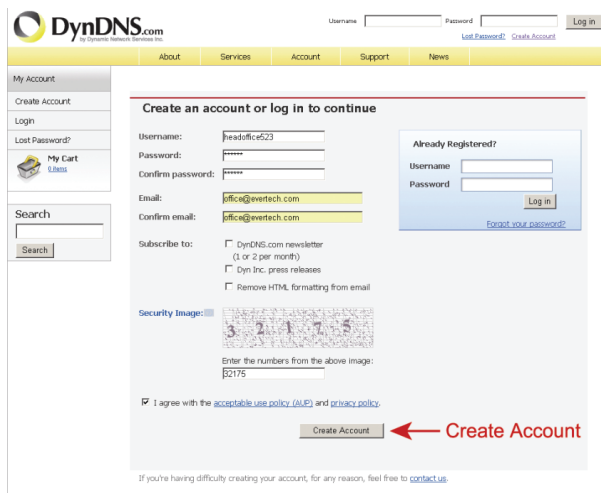 DynDNS.com
by Dynamic Network Services Inc.
Username
Password
Log in
Lost Password? Create Account
About Services Account Support News
My Account
Create Account
Login
Lost Password?
My Cart
0 items
Search
Search
Create an account or log in to continue
Username: headoffice523
Password: ******
Confirm password: ******
Email: office@evertech.com
Confirm email: office@evertech.com
Subscribe to: DynDNS.com newsletter
(1 or 2 per month)
Dyn Inc. press releases
Remove HTML formatting from email
Security Image:
3 2 1 7 5
Enter the numbers from the above image:
32175
I agree with the acceptable use policy (AUP) and privacy policy.
Create Account
Create Account
Already Registered?
Username
Password
Log in
Forgot your password?
If you're having difficulty creating your account, for any reason, feel free to contact us.